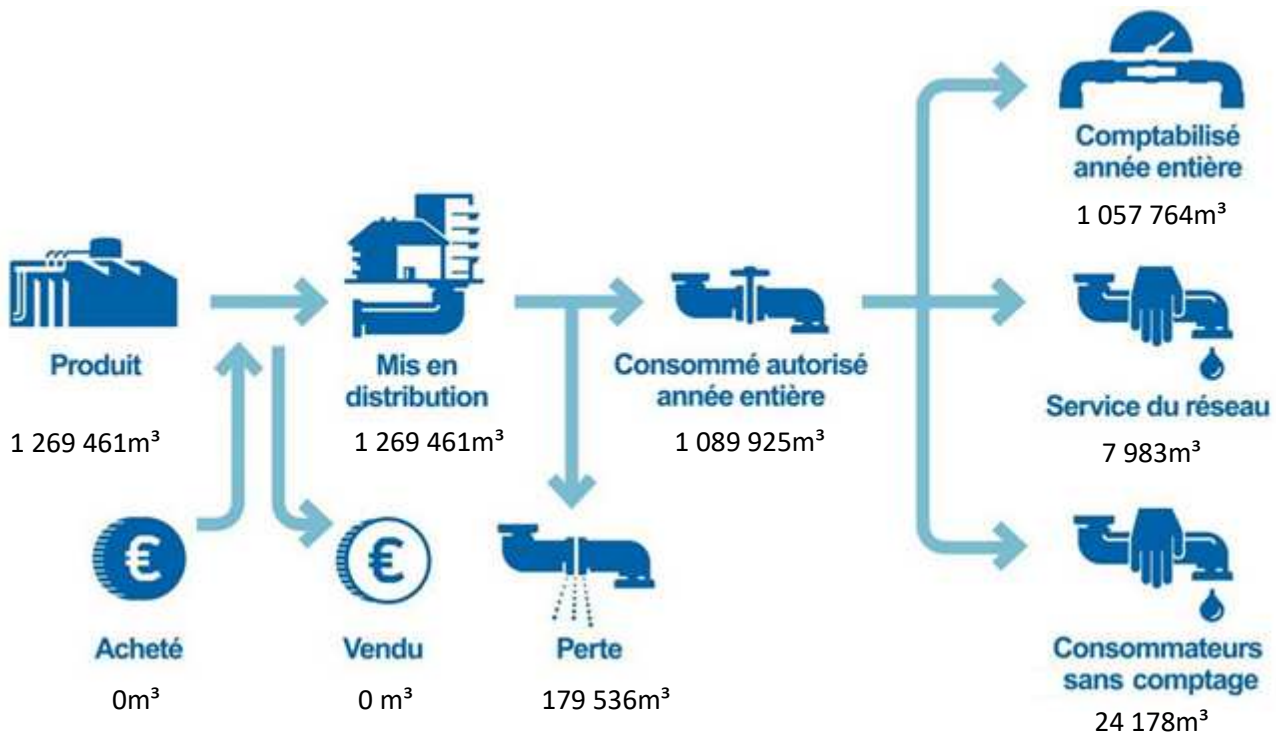 Comptabilisé
année entière
1 057 764m³
Produit
1 269 461m³
Mis en
distribution
1 269 461m³
Consommé autorisé
année entière
1 089 925m³
Service du réseau
7 983m³
€
Acheté
0m³
€
Vendu
0 m³
Perte
179 536m³
Consommateurs
sans comptage
24 178m³